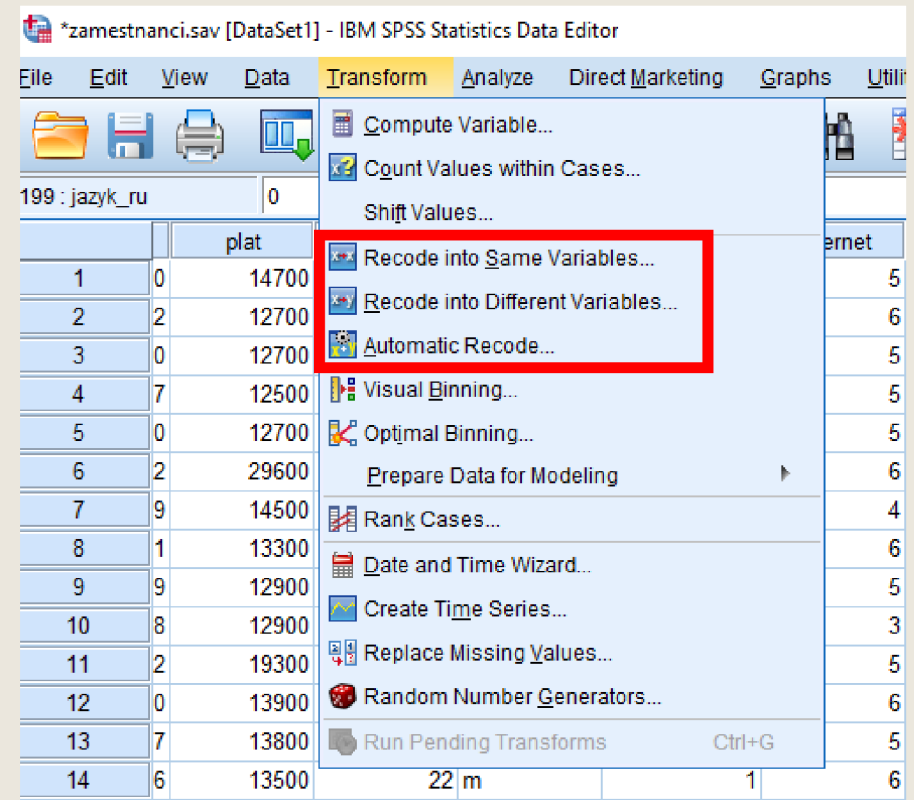 *zamestnanci.sav [DataSet1] - IBM SPSS Statistics Data Editor
File Edit View Data Transform Analyze Direct Marketing Graphs
199 : jazyk_ru 0
plat
1 0 14700 5
2 2 12700 6
3 0 12700 5
4 7 12500 5
5 0 12700 5
6 2 29600 6
7 9 14500 4
8 1 13300 6
9 9 12900 5
10 8 12900 3
11 2 19300 5
12 0 13900 6
13 7 13800 5
14 6 13500 22 m 1 6
Compute Variable...
Count Values within Cases...
Shift Values...
Recode into Same Variables...
Recode into Different Variables...
Automatic Recode...
Visual Binning...
Optimal Binning...
Prepare Data for Modeling
Rank Cases...
Date and Time Wizard...
Create Time Series...
Replace Missing Values...
Random Number Generators...
Run Pending Transforms Ctrl+G